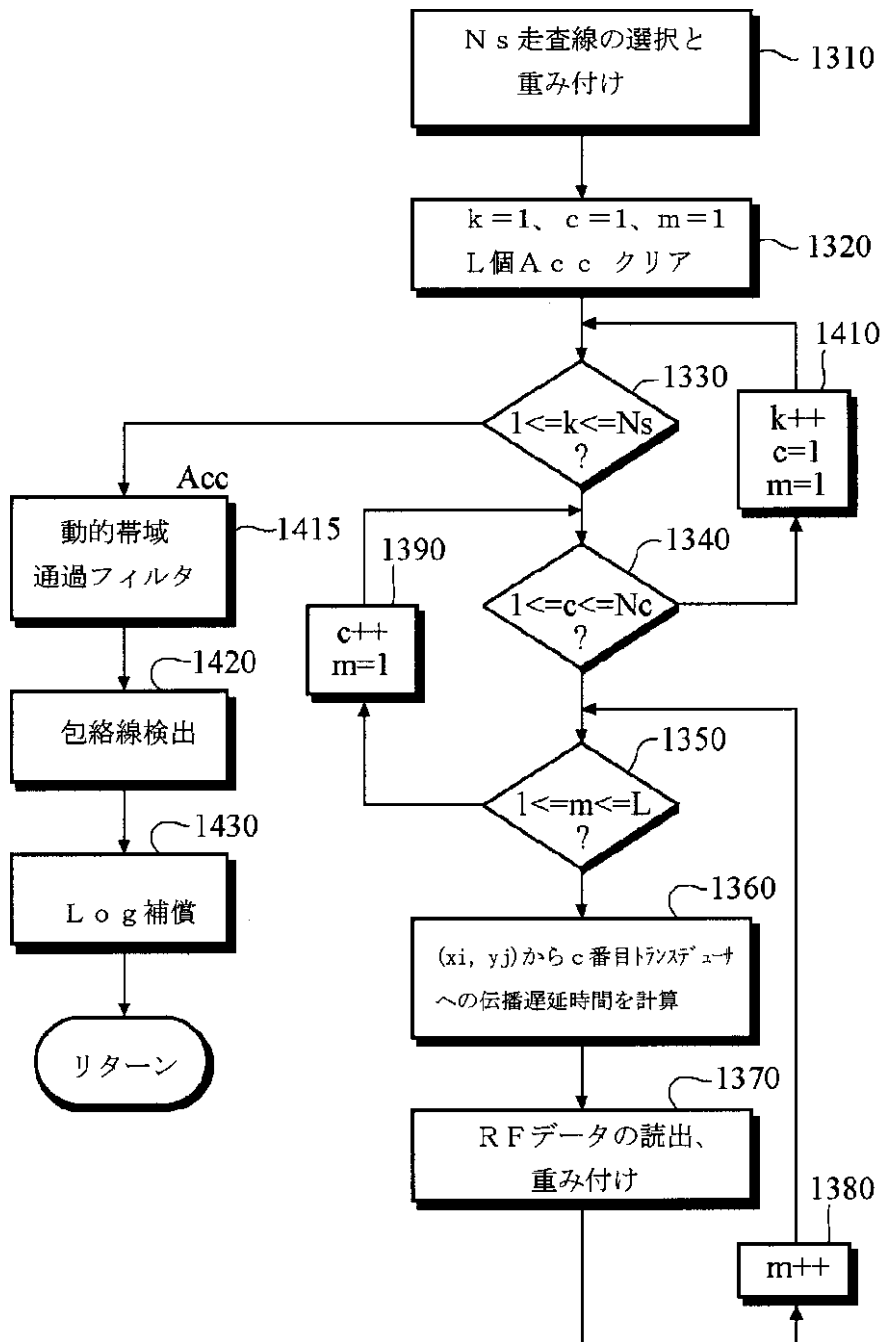 Ｎｓ走査線の選択と
重み付け
1310
ｋ＝1、ｃ＝1、ｍ＝1
Ｌ個Ａｃｃ クリア
1320
1410
k++
c=1
m=1
1330
1<=k<=Ns
?
Acc
動的帯域
通過フィルタ
1415
1390
c++
m=1
1340
1<=c<=Nc
?
1420
包絡線検出
1350
1<=m<=L
?
1430
Ｌｏｇ補償
1360
(xi, yj)からｃ番目ﾄﾗﾝｽﾃﾞｭｰｻ
への伝播遅延時間を計算
リターン
1370
ＲＦデータの読出、
重み付け
1380
m++